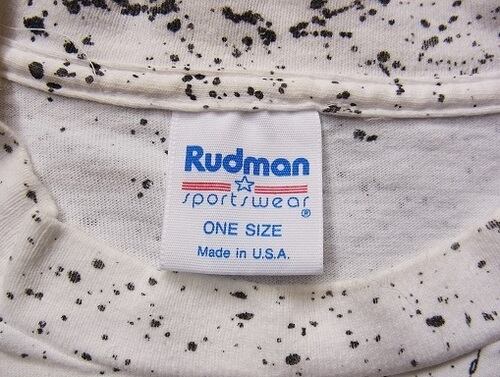 Rudman
sportswear®
ONE SIZE
Made in U.S.A.